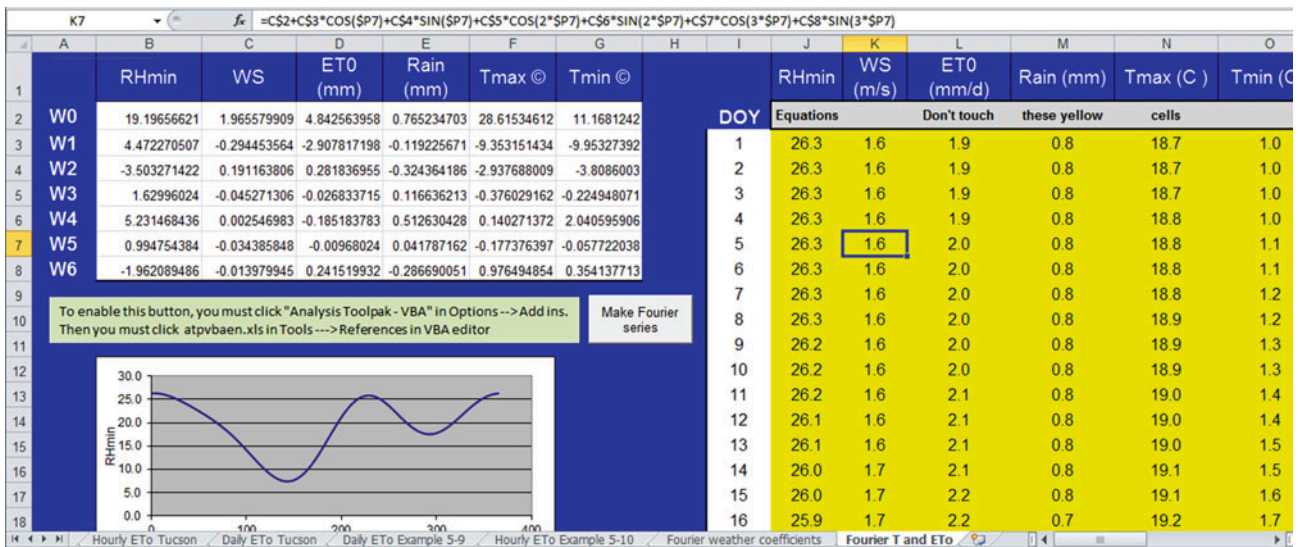 K7 fx =C$2+C$3*COS($P7)+C$4*SIN($P7)+C$5*COS(2*$P7)+C$6*SIN(2*$P7)+C$7*COS(3*$P7)+C$8*SIN(3*$P7)
A B C D E F G H I J K L M N O
1 RHmin WS ET0 (mm) Rain (mm) Tmax © Tmin © RHmin WS (m/s) ET0 (mm/d) Rain (mm) Tmax (C ) Tmin (C
2 W0 19.19656621 1.965579909 4.842563958 0.765234703 28.61534612 11.1681242 DOY Equations Don't touch these yellow cells
3 W1 4.472270507 -0.294453564 -2.907817198 -0.119225671 -9.353151434 -9.95327392 1 26.3 1.6 1.9 0.8 18.7 1.0
4 W2 -3.503271422 0.191163806 0.281836955 -0.324364186 -2.937688009 -3.8086003 2 26.3 1.6 1.9 0.8 18.7 1.0
5 W3 1.62996024 -0.045271306 -0.026833715 0.116636213 -0.376029162 -0.224948071 3 26.3 1.6 1.9 0.8 18.7 1.0
6 W4 5.231468436 0.002546983 -0.185183783 0.512630428 0.140271372 2.040595906 4 26.3 1.6 1.9 0.8 18.8 1.0
7 W5 0.994754384 -0.034385848 -0.00968024 0.041787162 -0.177376397 -0.057722038 5 26.3 1.6 2.0 0.8 18.8 1.1
8 W6 -1.962089486 -0.013979945 0.241519932 -0.286690051 0.976494854 0.354137713 6 26.3 1.6 2.0 0.8 18.8 1.1
9 7 26.3 1.6 2.0 0.8 18.8 1.2
To enable this button, you must click "Analysis Toolpak - VBA" in Options --> Add ins.
Then you must click atpvbaen.xls in Tools ---> References in VBA editor
Make Fourier
series
10 8 26.3 1.6 2.0 0.8 18.9 1.2
11 9 26.2 1.6 2.0 0.8 18.9 1.3
12 10 26.2 1.6 2.0 0.8 18.9 1.3
13 11 26.2 1.6 2.1 0.8 19.0 1.4
14 12 26.1 1.6 2.1 0.8 19.0 1.4
15 13 26.1 1.6 2.1 0.8 19.0 1.5
16 14 26.0 1.7 2.1 0.8 19.1 1.5
17 15 26.0 1.7 2.2 0.8 19.1 1.6
18 16 25.9 1.7 2.2 0.7 19.2 1.7
RHmin
30.0
25.0
20.0
15.0
10.0
5.0
0.0
0 100 200 300 400
Hourly ETo Tucson Daily ETo Tucson Daily ETo Example 5-9 Hourly ETo Example 5-10 Fourier weather coefficients Fourier T and ETo